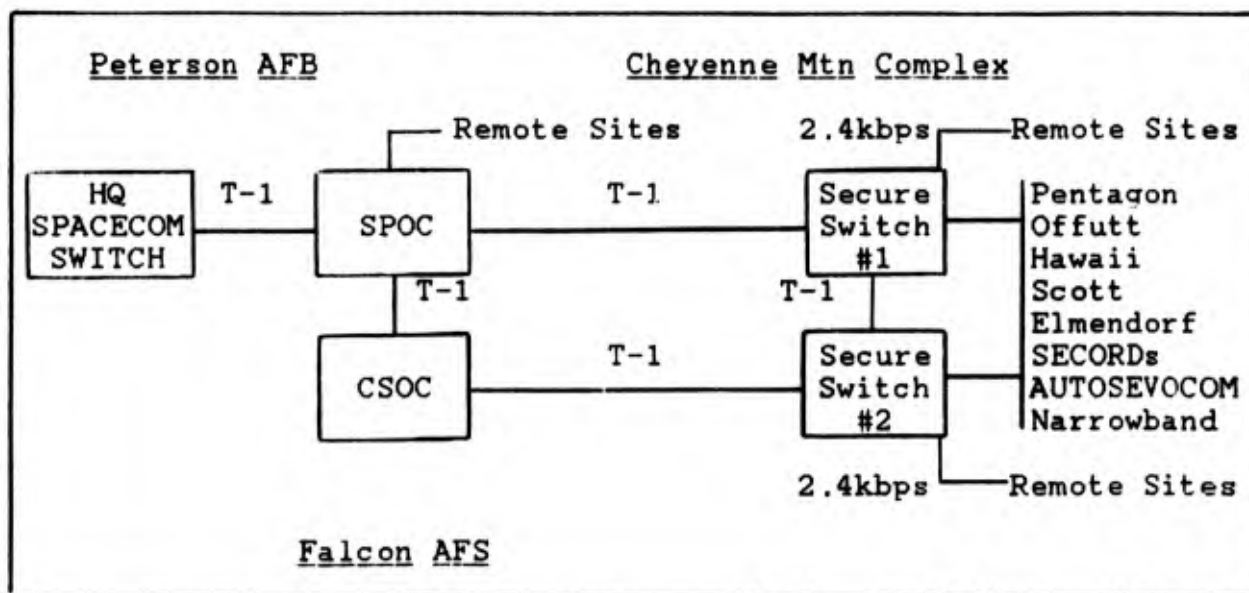 Peterson AFB
Cheyenne Mtn Complex
Remote Sites
2.4kbps
Remote Sites
HQ
SPACECOM
SWITCH
T-1
SPOC
T-1
Secure
Switch
#1
Pentagon
Offutt
Hawaii
Scott
Elmendorf
SECORDs
AUTOSEVOCOM
Narrowband
T-1
T-1
CSOC
T-1
Secure
Switch
#2
2.4kbps
Remote Sites
Falcon AFS